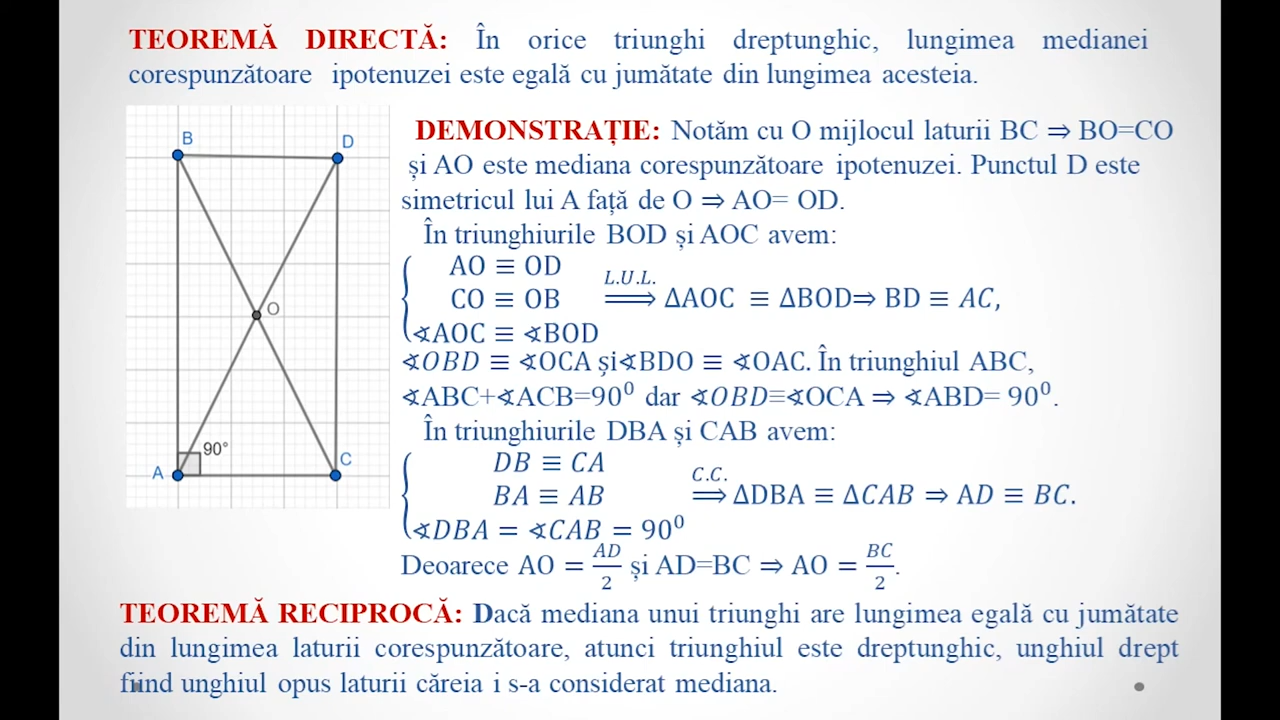 TEOREMĂ DIRECTĂ: În orice triunghi dreptunghic, lungimea medianei
corespunzătoare ipotenuzei este egală cu jumătate din lungimea acesteia.
B
D
O
90°
A
C
DEMONSTRAȚIE: Notăm cu O mijlocul laturii BC ⇒ BO=CO
și AO este mediana corespunzătoare ipotenuzei. Punctul D este
simetricul lui A față de O ⇒ AO= OD.
În triunghiurile BOD și AOC avem:
AO ≡ OD
CO ≡ OB
∢AOC ≡ ∢BOD
L.U.L. ⟹ ∆AOC ≡ ∆BOD⇒ BD ≡ AC,
∢OBD ≡ ∢OCA și∢BDO ≡ ∢OAC. În triunghiul ABC,
∢ABC+∢ACB=90⁰ dar ∢OBD≡∢OCA ⇒ ∢ABD= 90⁰.
În triunghiurile DBA și CAB avem:
DB ≡ CA
BA ≡ AB
∢DBA = ∢CAB = 90⁰
C.C. ⟹ ∆DBA ≡ ∆CAB ⇒ AD ≡ BC.
Deoarece AO = AD/2 și AD=BC ⇒ AO = BC/2.
TEOREMĂ RECIPROCĂ: Dacă mediana unui triunghi are lungimea egală cu jumătate
din lungimea laturii corespunzătoare, atunci triunghiul este dreptunghic, unghiul drept
fiind unghiul opus laturii căreia i s-a considerat mediana.